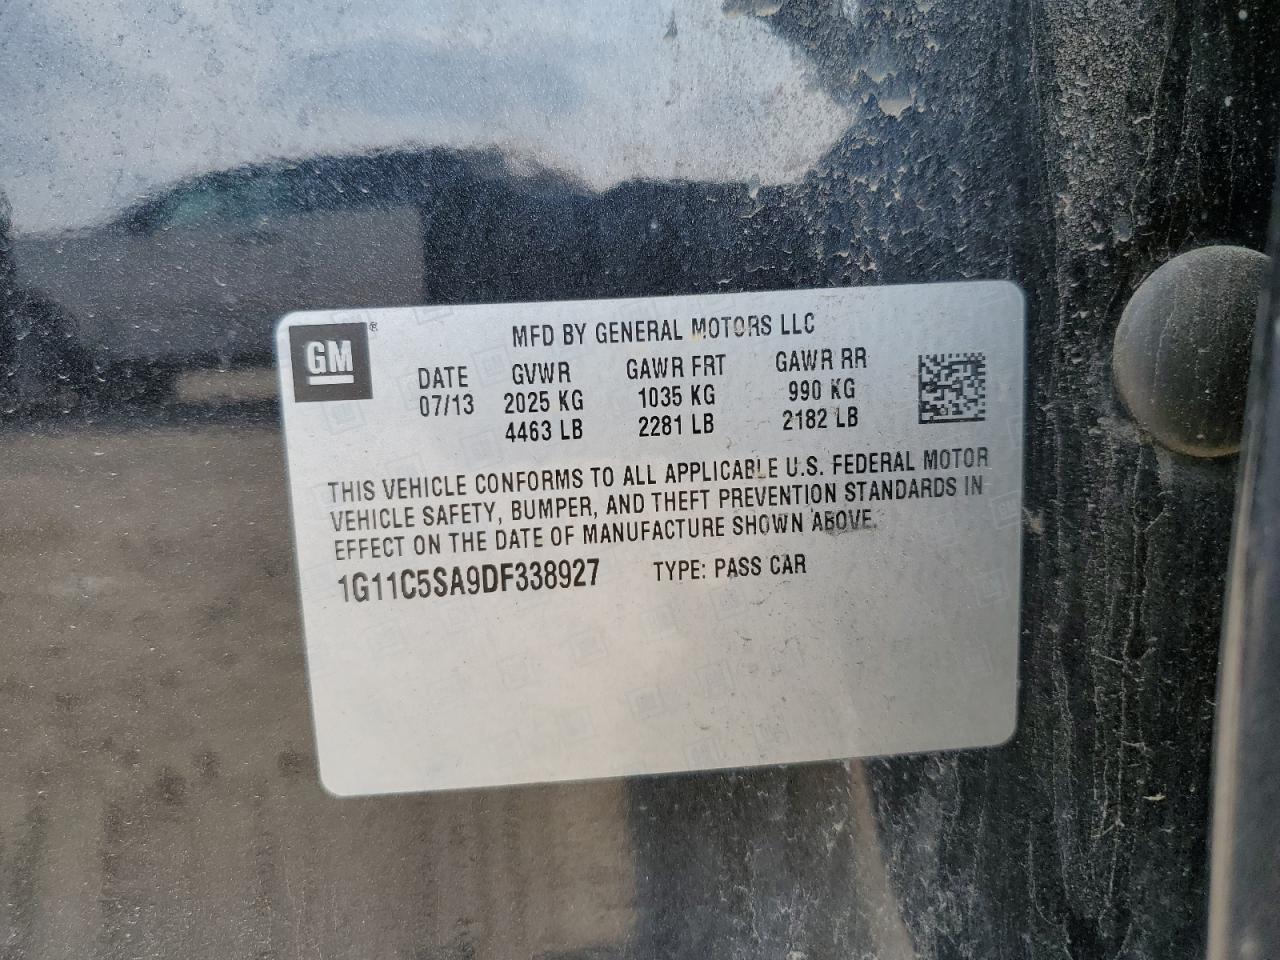 GM ®
MFD BY GENERAL MOTORS LLC
DATE GVWR GAWR FRT GAWR RR
07/13 2025 KG 1035 KG 990 KG
4463 LB 2281 LB 2182 LB
THIS VEHICLE CONFORMS TO ALL APPLICABLE U.S. FEDERAL MOTOR
VEHICLE SAFETY, BUMPER, AND THEFT PREVENTION STANDARDS IN
EFFECT ON THE DATE OF MANUFACTURE SHOWN ABOVE.
1G11C5SA9DF338927 TYPE: PASS CAR